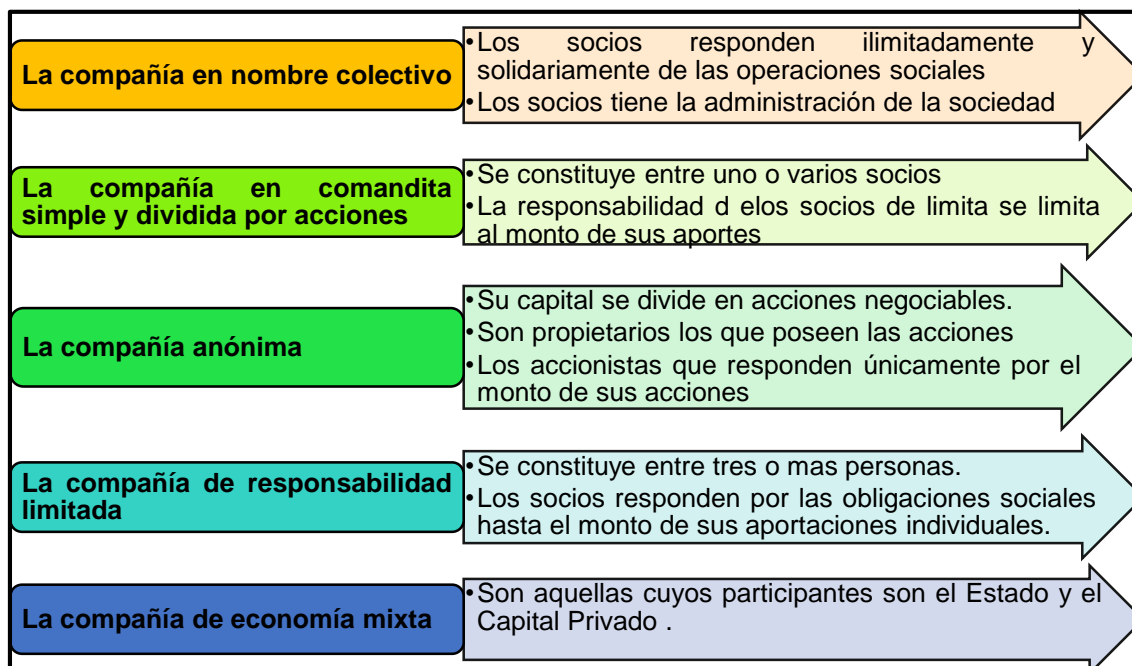 La compañía en nombre colectivo
•Los socios responden ilimitadamente y
solidariamente de las operaciones sociales
•Los socios tiene la administración de la sociedad
La compañía en comandita
simple y dividida por acciones
•Se constituye entre uno o varios socios
•La responsabilidad d elos socios de limita se limita
al monto de sus aportes
La compañía anónima
•Su capital se divide en acciones negociables.
•Son propietarios los que poseen las acciones
•Los accionistas que responden únicamente por el
monto de sus acciones
La compañía de responsabilidad
limitada
•Se constituye entre tres o mas personas.
•Los socios responden por las obligaciones sociales
hasta el monto de sus aportaciones individuales.
La compañía de economía mixta
•Son aquellas cuyos participantes son el Estado y el
Capital Privado .